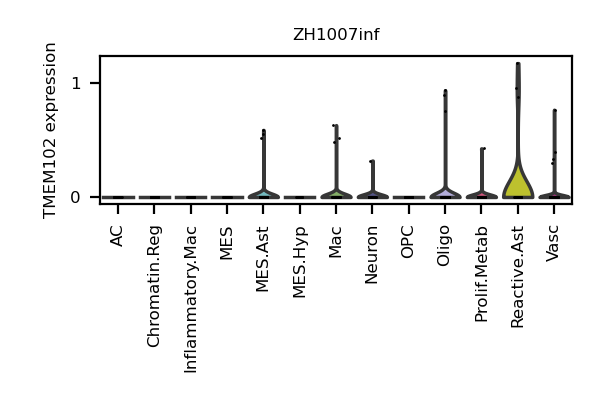 ZH1007inf
TMEM102 expression
1
0
AC
Chromatin.Reg
Inflammatory.Mac
MES
MES.Ast
MES.Hyp
Mac
Neuron
OPC
Oligo
Prolif.Metab
Reactive.Ast
Vasc